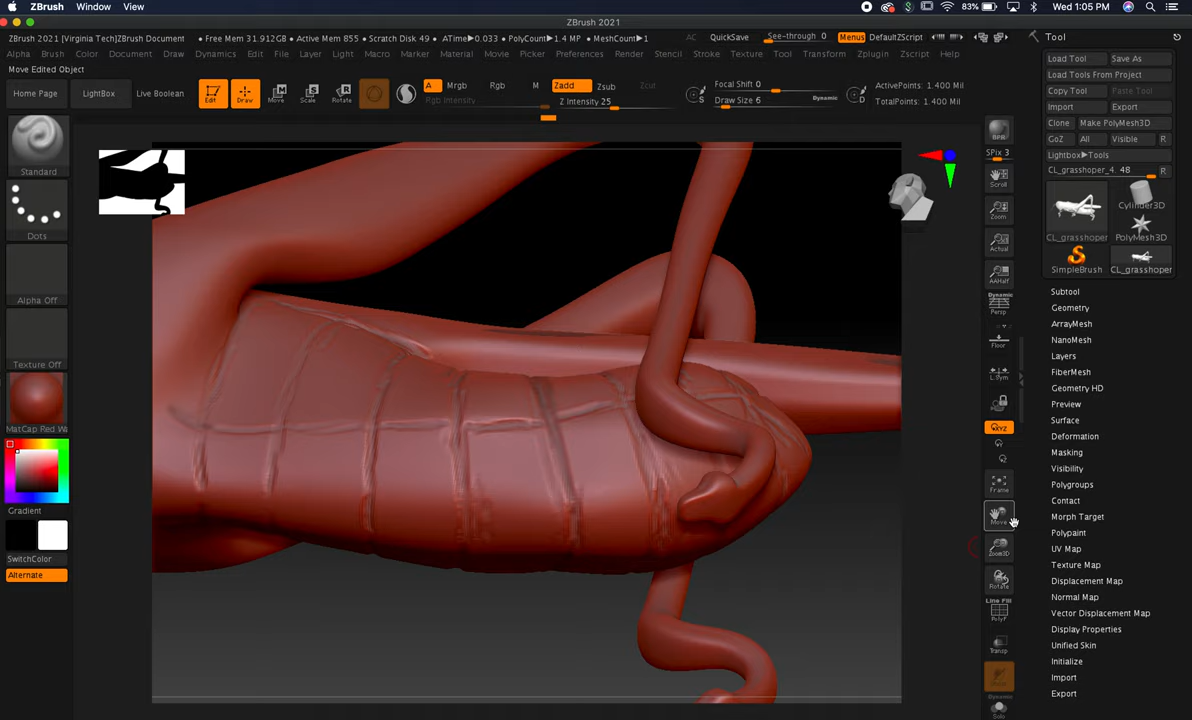 ZBrush Window View 83% Wed 1:05 PM
ZBrush 2021
ZBrush 2021 [Virginia Tech]ZBrush Document • Free Mem 31.912GB • Active Mem 855 • Scratch Disk 49 • ATime▶0.033 • PolyCount▶1.4 MP • MeshCount▶1 AC QuickSave See-through 0 Menus DefaultZScript
Alpha Brush Color Document Draw Dynamics Edit File Layer Light Macro Marker Material Movie Picker Preferences Render Stencil Stroke Texture Tool Transform Zplugin Zscript Help
Move Edited Object
Home Page LightBox Live Boolean Edit Draw Move Scale Rotate A Mrgb Rgb M Zadd Zsub Zcut
Rgb Intensity Z Intensity 25
Focal Shift 0
Draw Size 6 Dynamic
S D
ActivePoints: 1.400 Mil
TotalPoints: 1.400 Mil
Standard
Dots
Alpha Off
Texture Off
MatCap Red Wa
Gradient
SwitchColor
Alternate
BPR
SPix 3
Scroll
Zoom
Actual
AAHalf
Dynamic
Persp
Floor
L.Sym
XYZ
Frame
Move
Zoom3D
Rotate
Line Fill
PolyF
Transp
Dynamic
Solo
Tool
Load Tool Save As
Load Tools From Project
Copy Tool Paste Tool
Import Export
Clone Make PolyMesh3D
GoZ All Visible R
Lightbox▶Tools
CL_grasshoper_4. 48 R
Cylinder3D
CL_grasshoper PolyMesh3D
SimpleBrush CL_grasshoper
Subtool
Geometry
ArrayMesh
NanoMesh
Layers
FiberMesh
Geometry HD
Preview
Surface
Deformation
Masking
Visibility
Polygroups
Contact
Morph Target
Polypaint
UV Map
Texture Map
Displacement Map
Normal Map
Vector Displacement Map
Display Properties
Unified Skin
Initialize
Import
Export